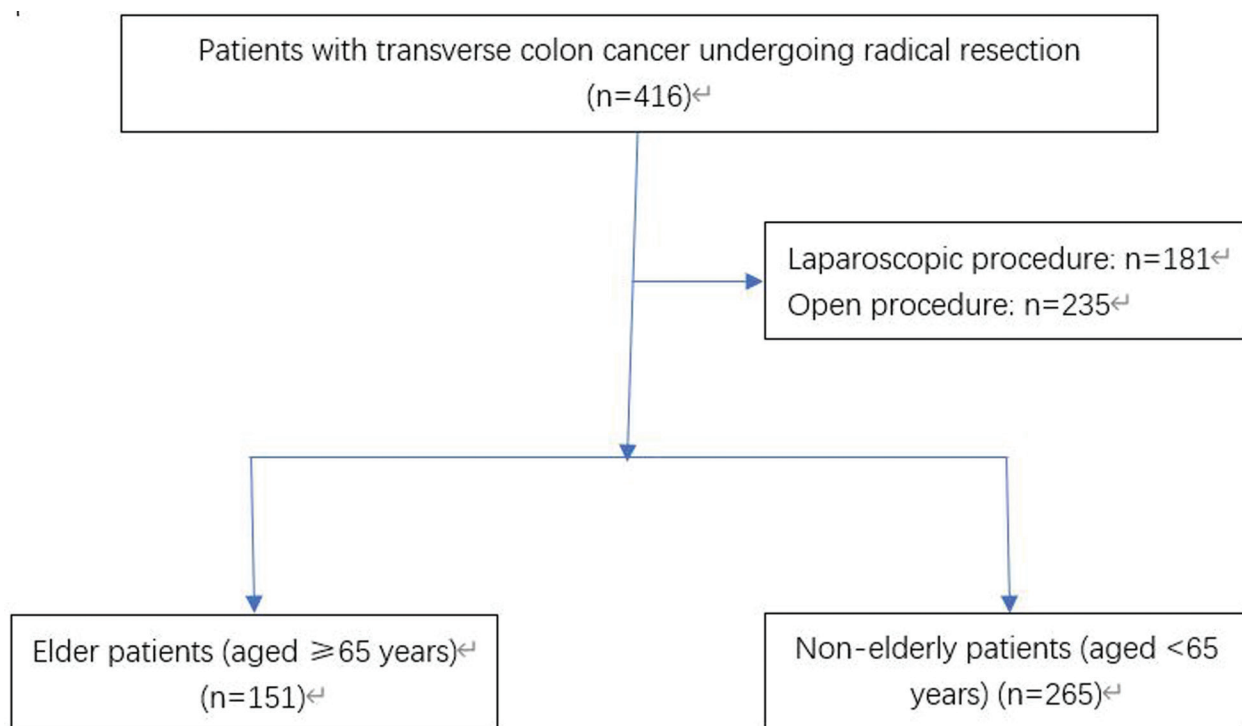 Patients with transverse colon cancer undergoing radical resection
(n=416)↵
Laparoscopic procedure: n=181↵
Open procedure: n=235↵
Elder patients (aged ≥65 years)↵
(n=151)↵
Non-elderly patients (aged <65
years) (n=265)↵